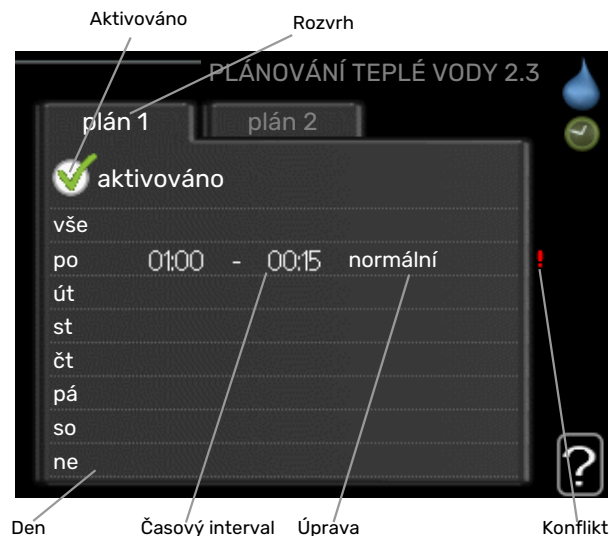 Aktivováno
Rozvrh
PLÁNOVÁNÍ TEPLÉ VODY 2.3
plán 1 plán 2
aktivováno
vše
po 01:00 - 00:15 normální !
út
st
čt
pá
so
ne
?
Den Časový interval Úprava Konflikt